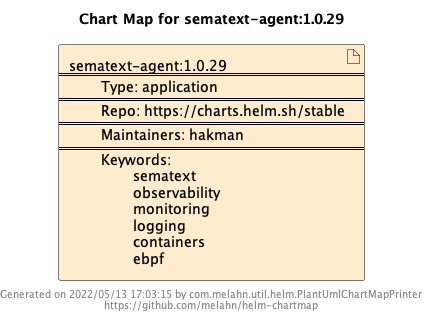 Chart Map for sematext-agent:1.0.29
sematext-agent:1.0.29
Type: application
Repo: https://charts.helm.sh/stable
Maintainers: hakman
Keywords:
sematext
observability
monitoring
logging
containers
ebpf
Generated on 2022/05/13 17:03:15 by com.melahn.util.helm.PlantUmlChartMapPrinter
https://github.com/melahn/helm-chartmap